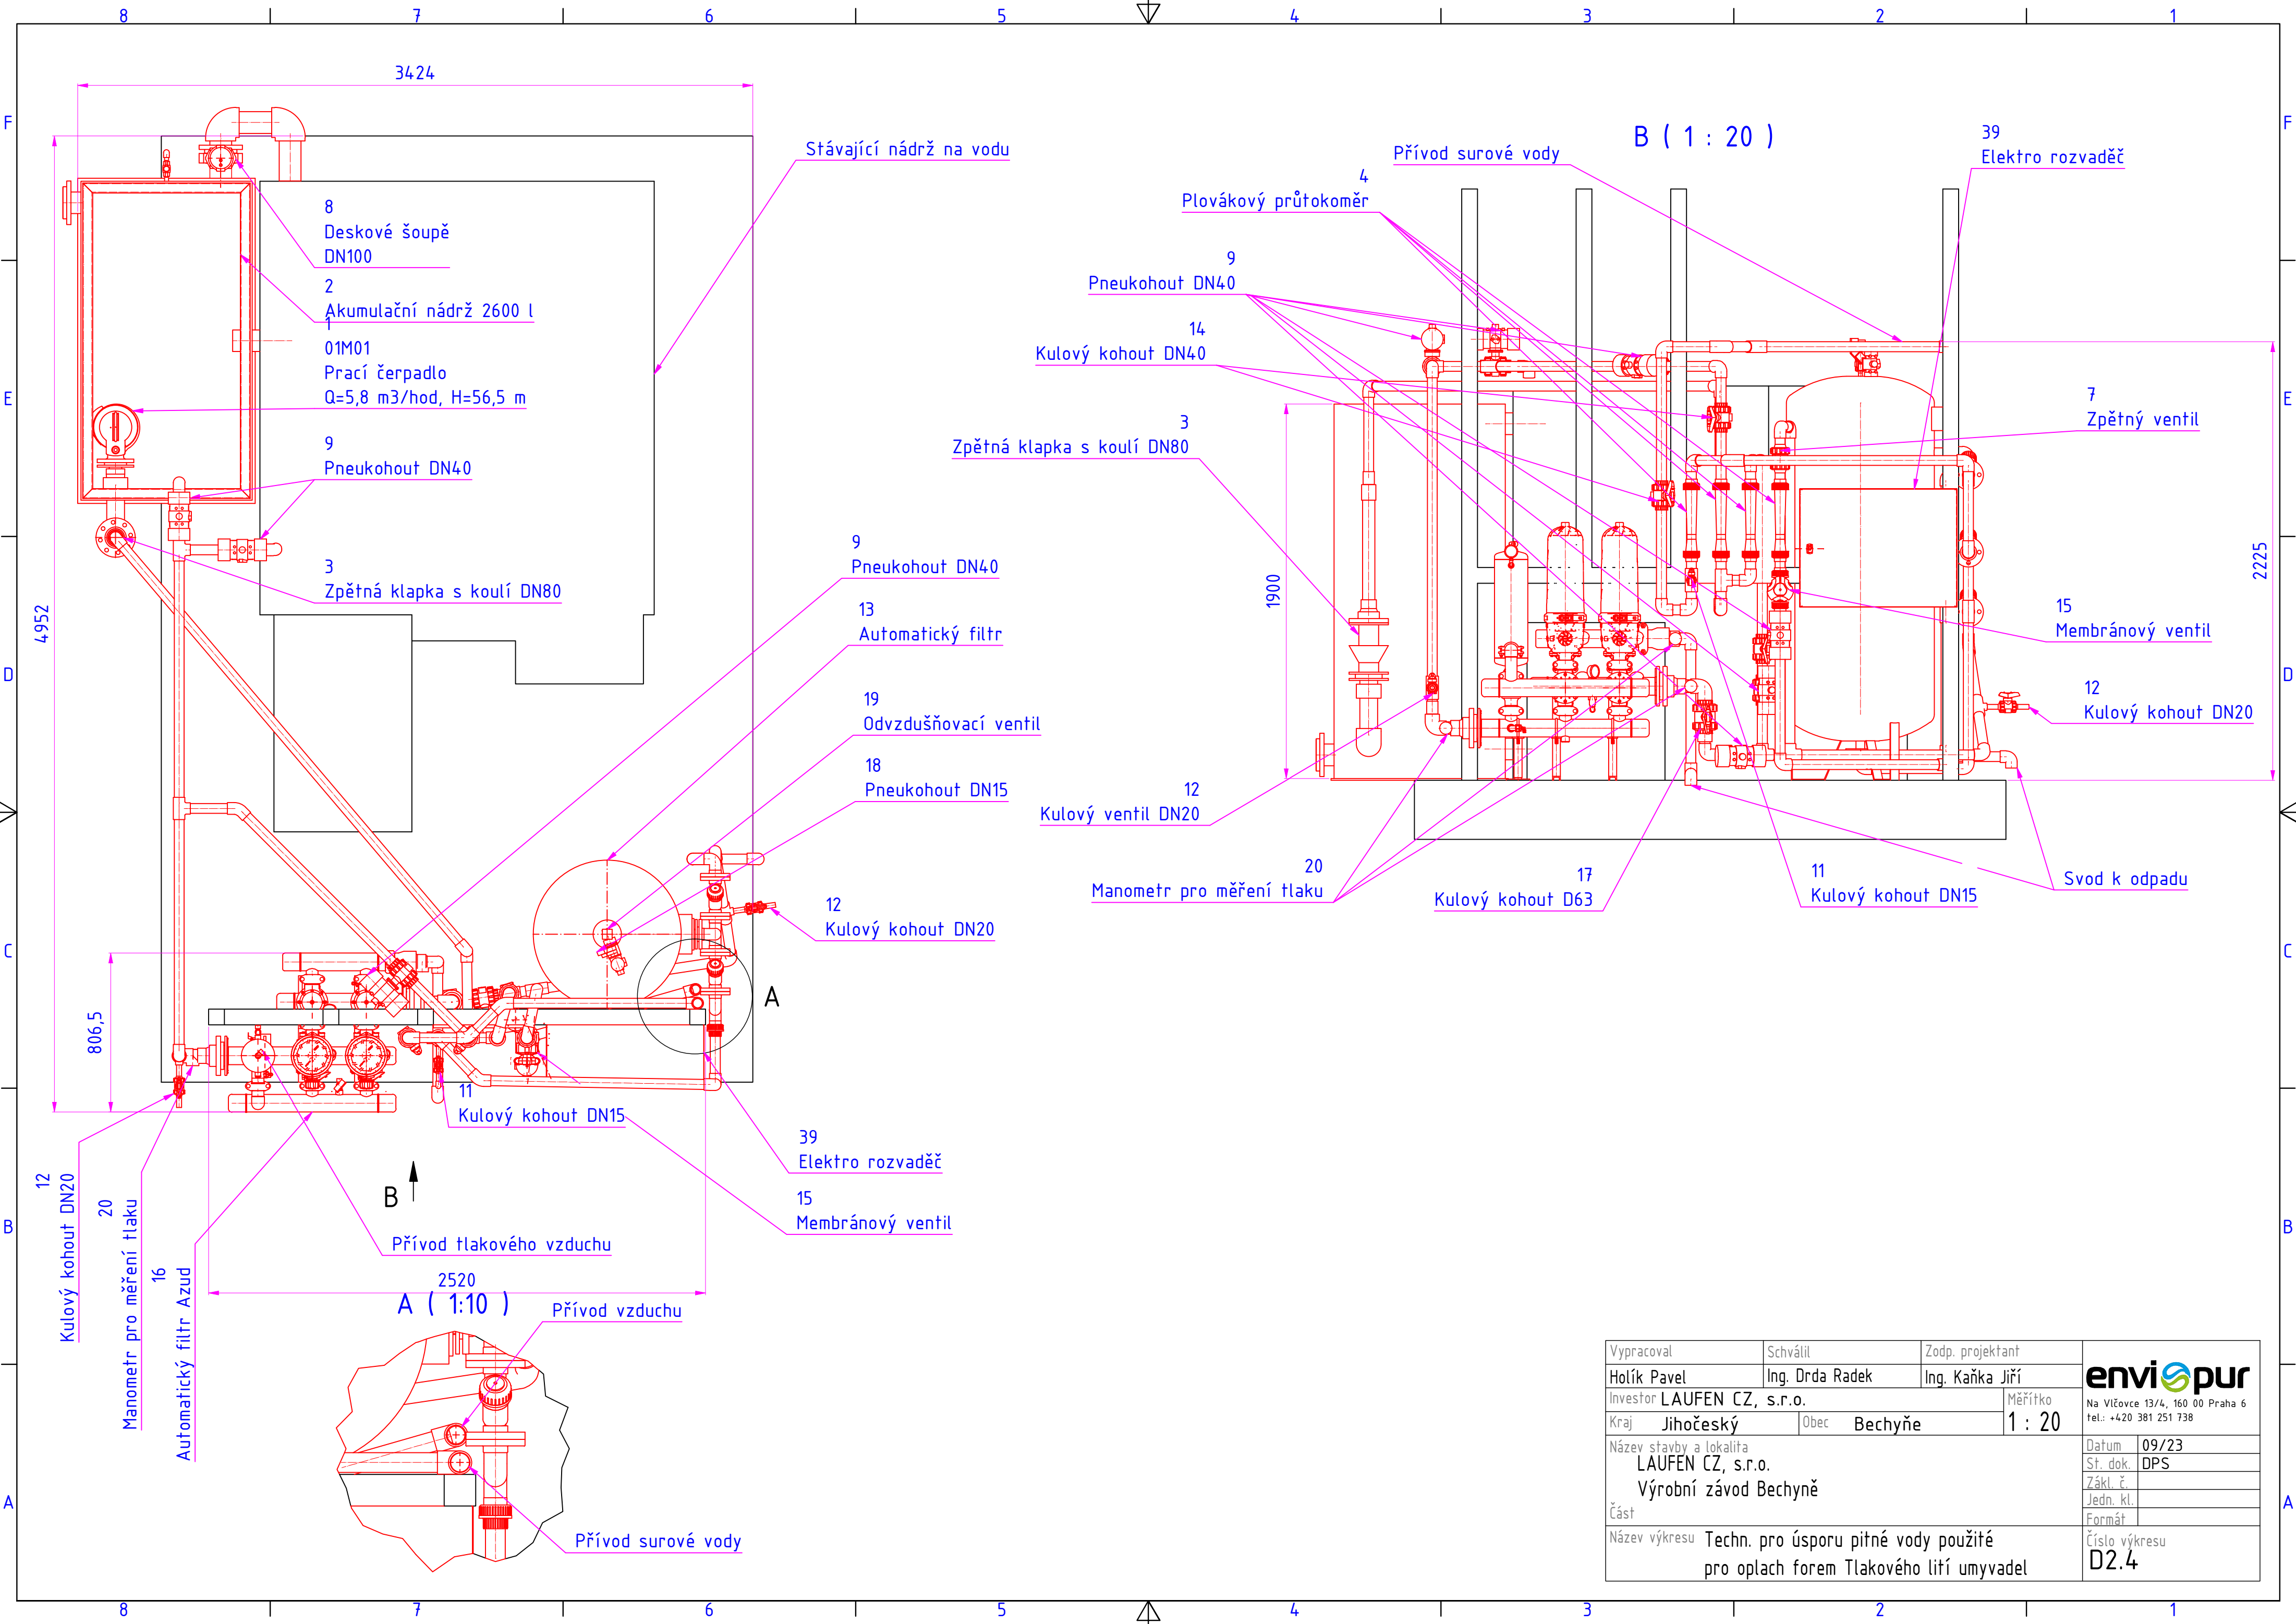 8 7 6 5 4 3 2 1
F
E
D
C
B
A
3424
4952
Stávající nádrž na vodu
8
Deskové šoupě
DN100
2
Akumulační nádrž 2600 l
1
01M01
Prací čerpadlo
Q=5,8 m3/hod, H=56,5 m
9
Pneukohout DN40
3
Zpětná klapka s koulí DN80
9
Pneukohout DN40
13
Automatický filtr
19
Odvzdušňovací ventil
18
Pneukohout DN15
12
Kulový kohout DN20
A
806,5
11
Kulový kohout DN15
39
Elektro rozvaděč
15
Membránový ventil
B
Přívod tlakového vzduchu
12
Kulový kohout DN20
20
Manometr pro měření tlaku
16
Automatický filtr Azud
2520
A ( 1:10 )
Přívod vzduchu
Přívod surové vody
B ( 1 : 20 )
Přívod surové vody
39
Elektro rozvaděč
4
Plovákový průtokoměr
9
Pneukohout DN40
14
Kulový kohout DN40
3
Zpětná klapka s koulí DN80
7
Zpětný ventil
1900
2225
15
Membránový ventil
12
Kulový kohout DN20
12
Kulový ventil DN20
20
Manometr pro měření tlaku
17
Kulový kohout D63
11
Kulový kohout DN15
Svod k odpadu
Vypracoval Schválil Zodp. projektant
Holík Pavel Ing. Drda Radek Ing. Kaňka Jiří
envi pur
Na Vlčovce 13/4, 160 00 Praha 6
tel.: +420 381 251 738
Investor LAUFEN CZ, s.r.o. Měřítko
Kraj Jihočeský Obec Bechyňe 1 : 20
Název stavby a lokalita
LAUFEN CZ, s.r.o.
Výrobní závod Bechyně
Část
Datum 09/23
St. dok. DPS
Zákl. č.
Jedn. kl.
Formát
Název výkresu Techn. pro úsporu pitné vody použité
pro oplach forem Tlakového lití umyvadel
Číslo výkresu
D2.4
F
E
D
C
B
A
8 7 6 5 4 3 2 1